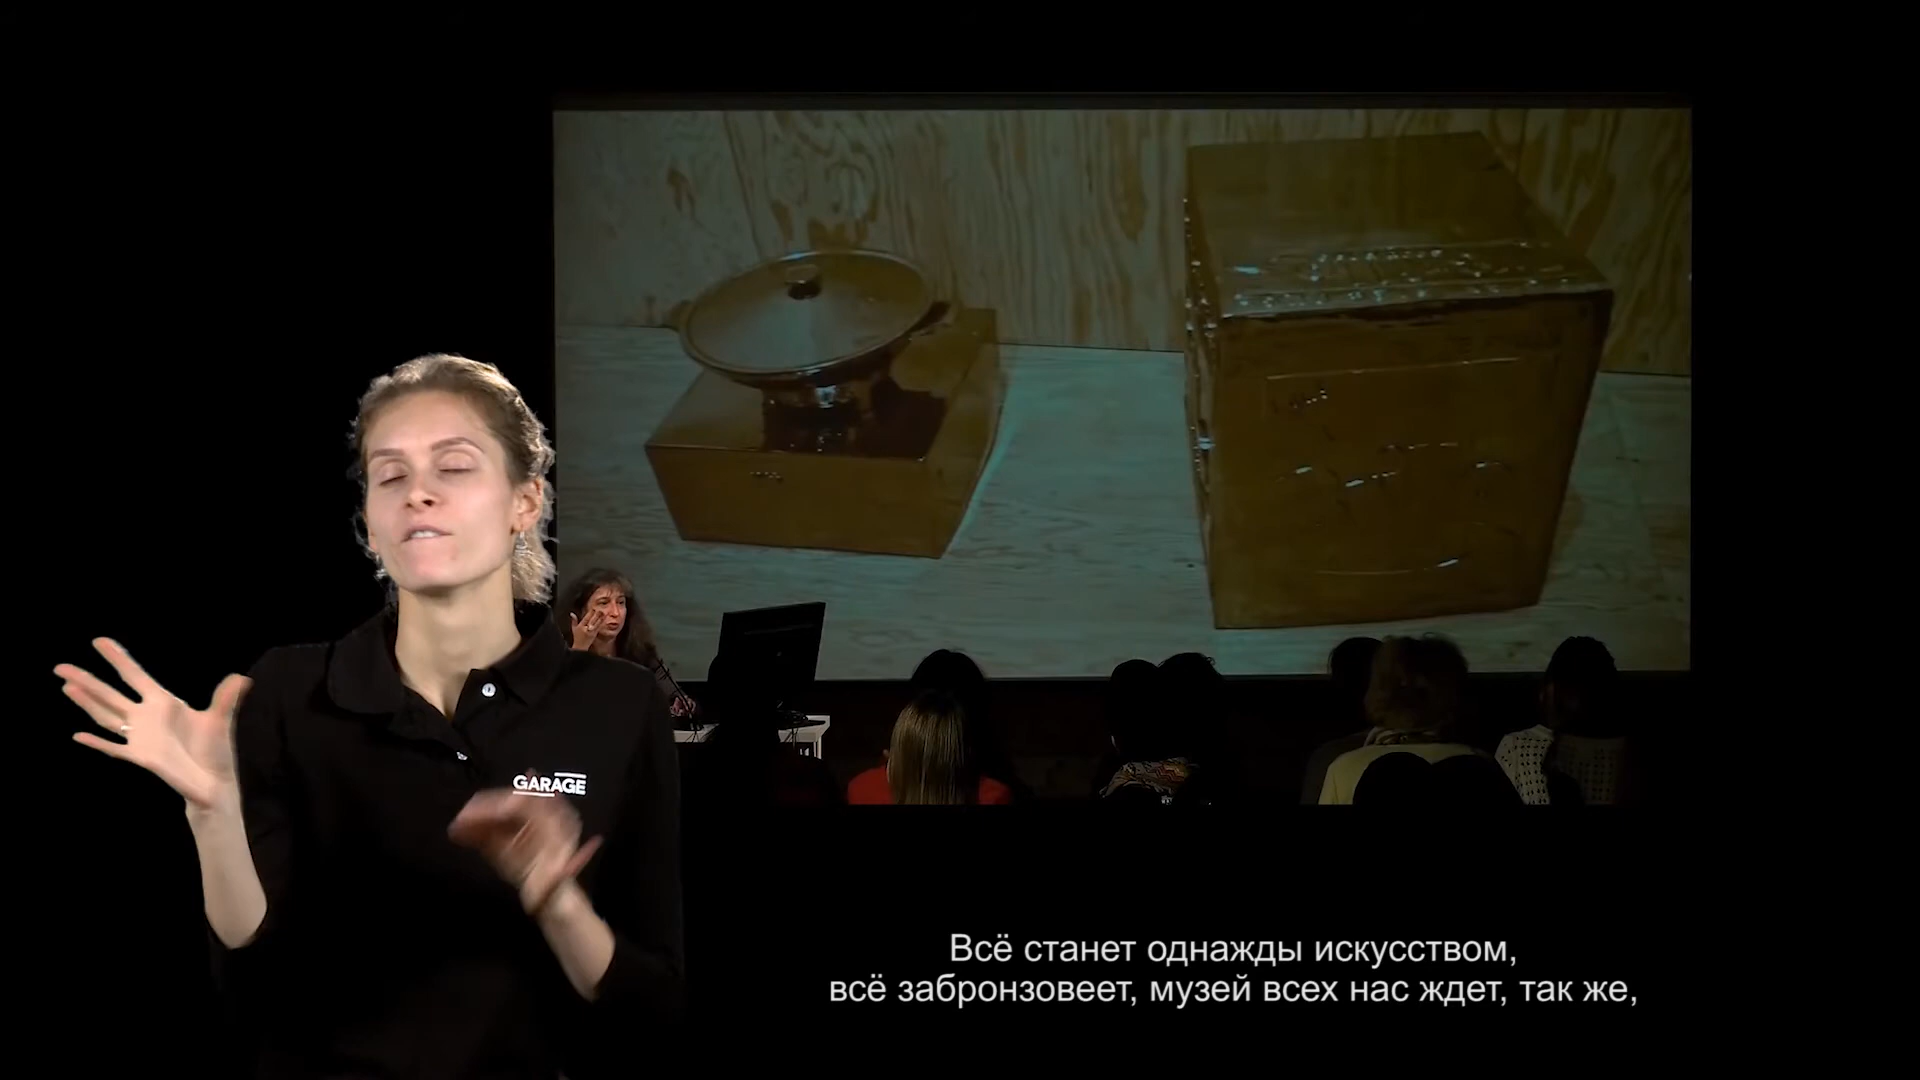 GARAGE
Всё станет однажды искусством,
всё забронзовеет, музей всех нас ждет, так же,